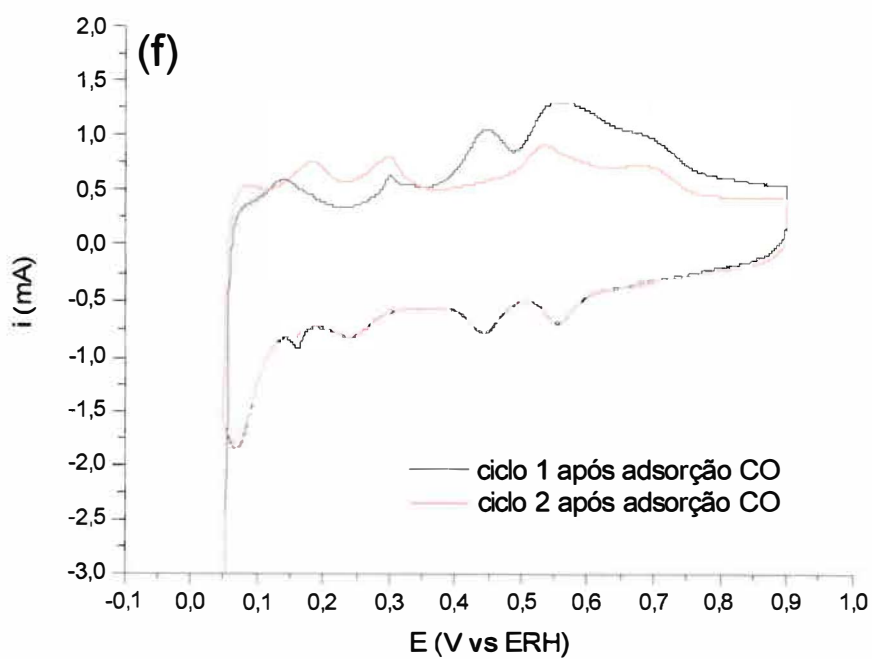 (f)
2,0
1,5
1,0
0,5
0,0
-0,5
-1,0
-1,5
-2,0
-2,5
-3,0
i (mA)
ciclo 1 após adsorção CO
ciclo 2 após adsorção CO
-0,1 0,0 0,1 0,2 0,3 0,4 0,5 0,6 0,7 0,8 0,9 1,0
E (V vs ERH)